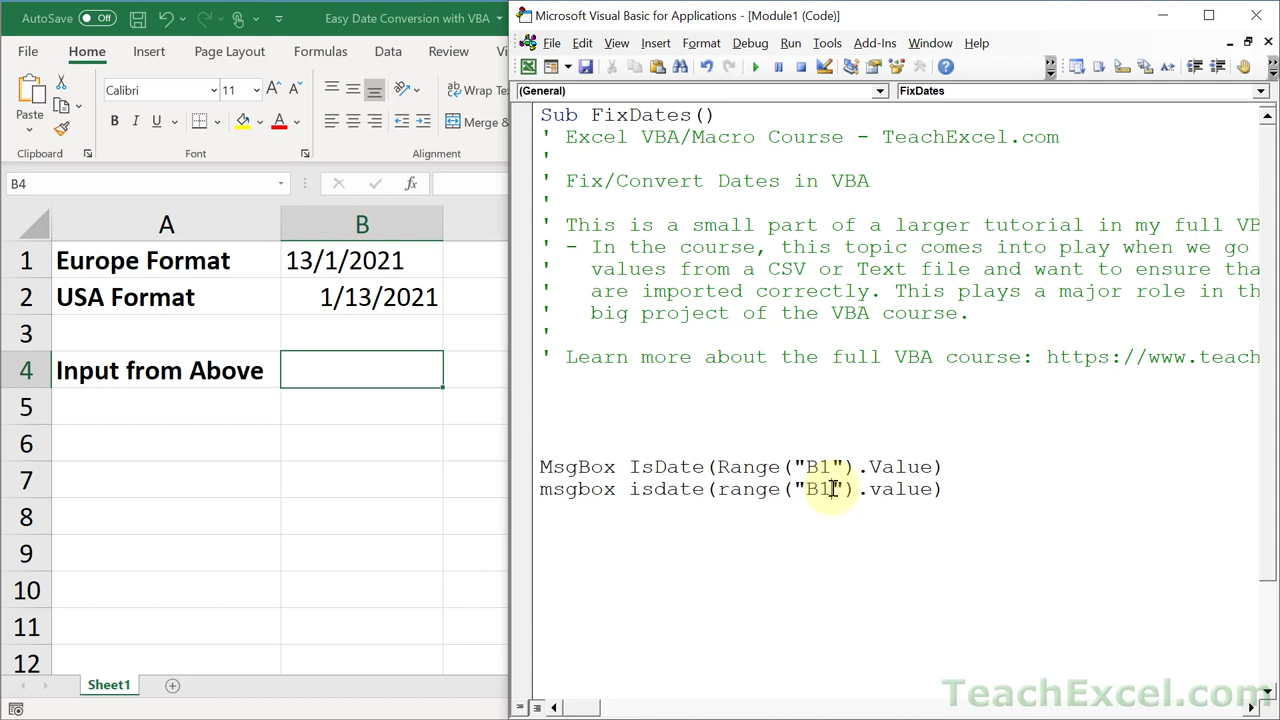 AutoSave Off Easy Date Conversion with VBA
File Home Insert Page Layout Formulas Data Review
Paste Calibri 11 Wrap Text
Merge &
Clipboard Font Alignment
B4 fx
A B
1 Europe Format 13/1/2021
2 USA Format 1/13/2021
3
4 Input from Above
5
6
7
8
9
10
11
12
Sheet1
Microsoft Visual Basic for Applications - [Module1 (Code)]
File Edit View Insert Format Debug Run Tools Add-Ins Window Help
(General) FixDates
Sub FixDates()
' Excel VBA/Macro Course - TeachExcel.com
'
' Fix/Convert Dates in VBA
'
' This is a small part of a larger tutorial in my full VB
' - In the course, this topic comes into play when we go
' values from a CSV or Text file and want to ensure tha
' are imported correctly. This plays a major role in th
' big project of the VBA course.
'
' Learn more about the full VBA course: https://www.teach
MsgBox IsDate(Range("B1").Value)
msgbox isdate(range("B1").value)
TeachExcel.com